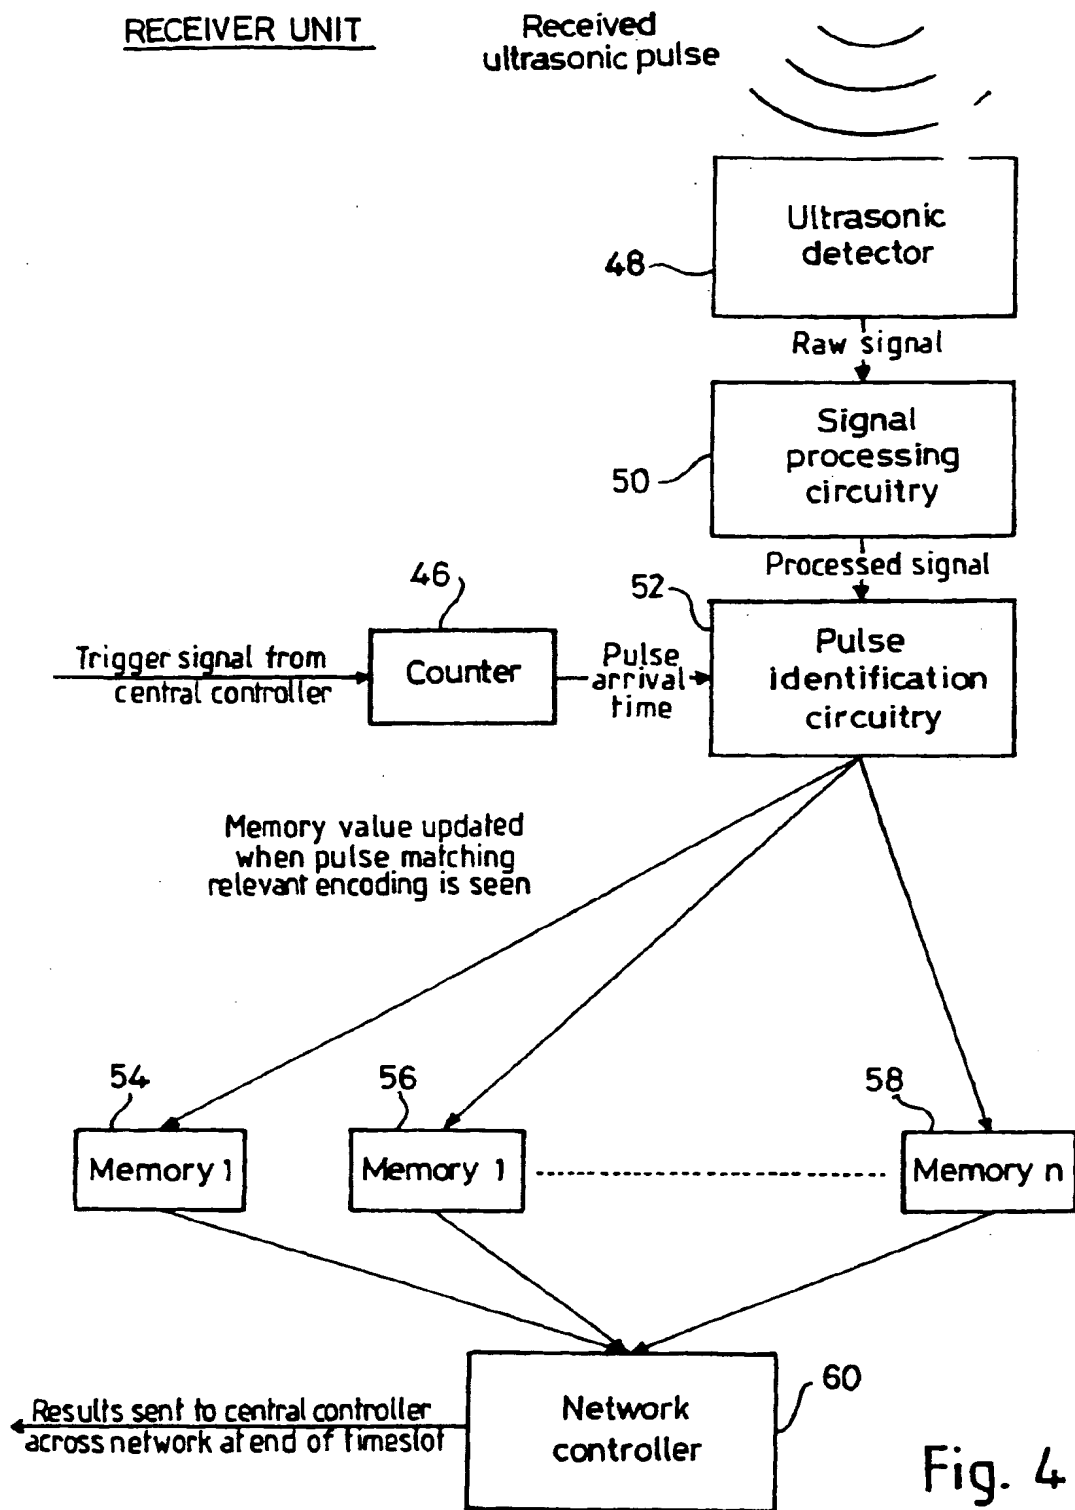 RECEIVER UNIT
Received
ultrasonic pulse
Ultrasonic
detector
48
Raw signal
Signal
processing
circuitry
50
Processed signal
46
52
Trigger signal from
central controller
Counter
Pulse
arrival
time
Pulse
identification
circuitry
Memory value updated
when pulse matching
relevant encoding is seen
54
56
58
Memory 1
Memory 1
Memory n
60
Network
controller
Results sent to central controller
across network at end of timeslot
Fig. 4